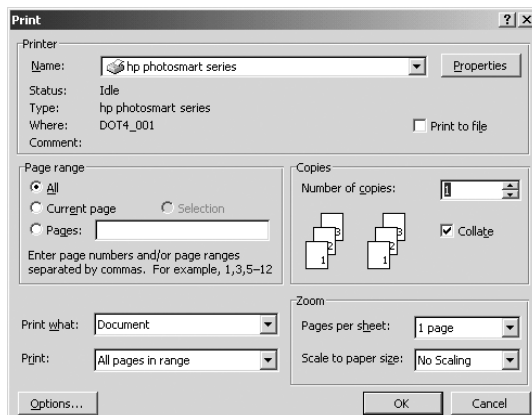 Print
Printer
Name: hp photosmart series Properties
Status: Idle
Type: hp photosmart series
Where: DOT4_001
Comment: Print to file
Page range
All
Current page Selection
Pages:
Enter page numbers and/or page ranges
separated by commas. For example, 1,3,5–12
Copies
Number of copies: 1
3 3
2 2
1 1
Collate
Print what: Document
Print: All pages in range
Zoom
Pages per sheet: 1 page
Scale to paper size: No Scaling
Options... OK Cancel